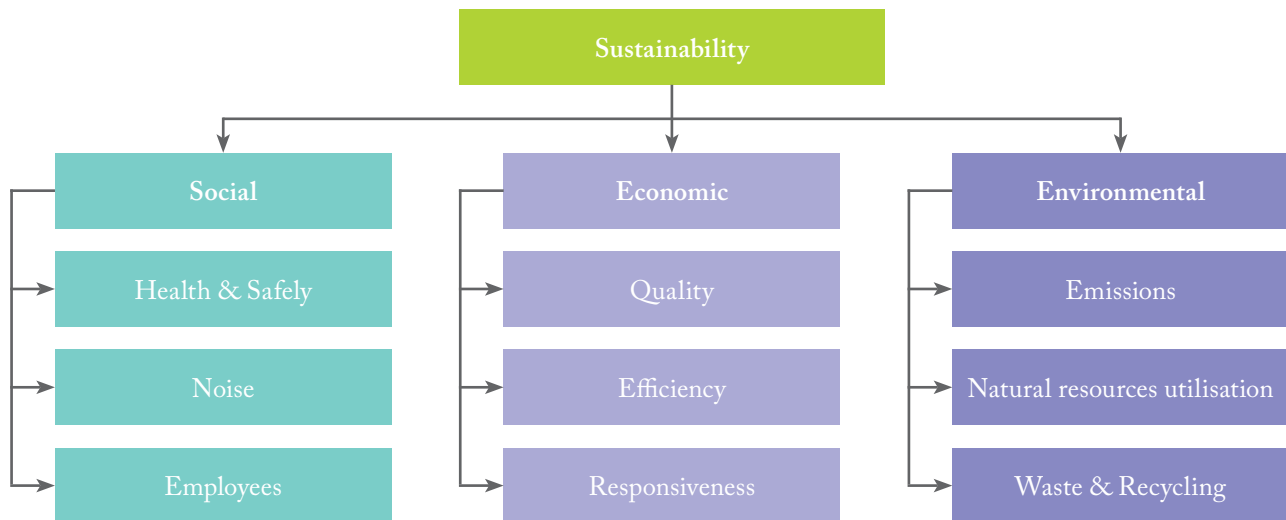 Sustainability
Social
Economic
Environmental
Health & Safely
Quality
Emissions
Noise
Efficiency
Natural resources utilisation
Employees
Responsiveness
Waste & Recycling